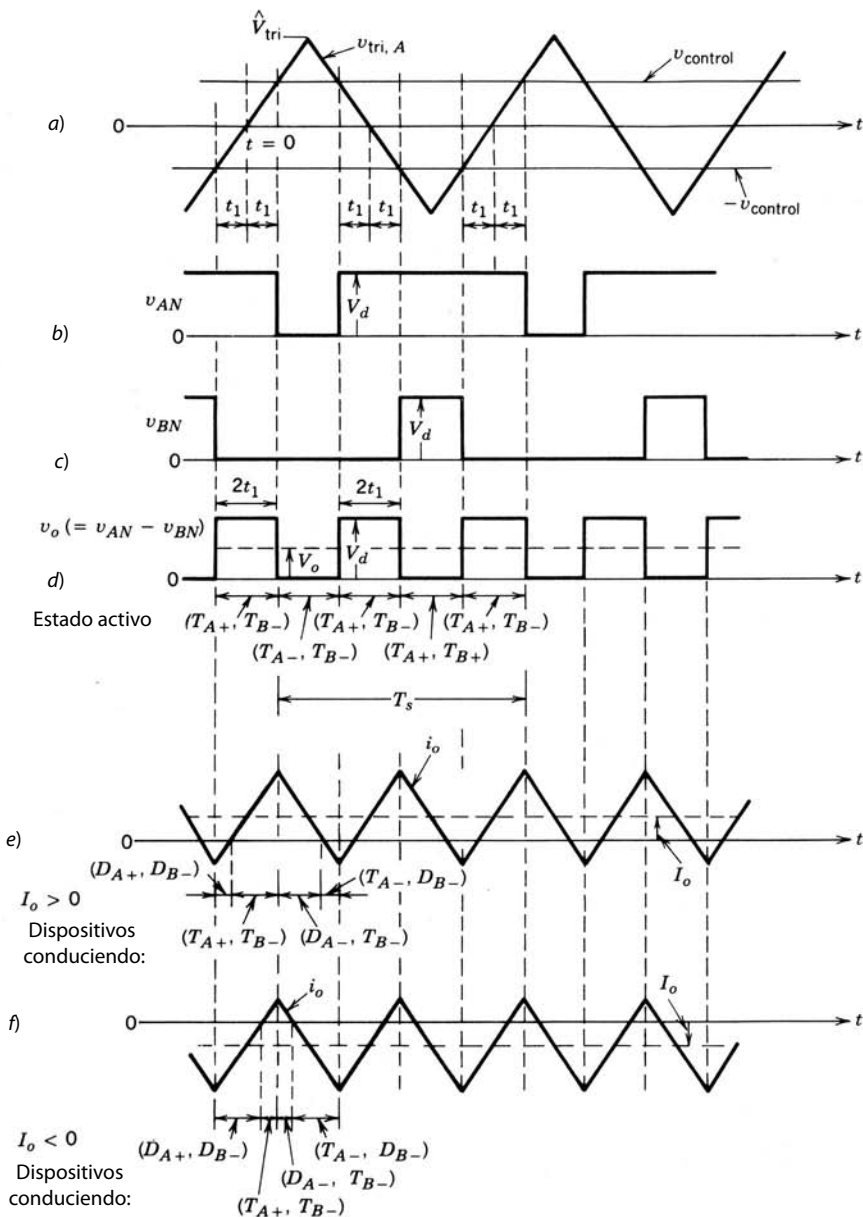 V̂tri
vtri, A
vcontrol
a)
0
t
t = 0
−vcontrol
t1 t1 t1 t1 t1 t1
vAN
Vd
b)
0
t
vBN
Vd
c)
0
t
2t1 2t1
vo (= vAN − vBN)
Vo
Vd
d)
0
t
Estado activo
(TA+, TB−) (TA+, TB−) (TA+, TB−)
(TA−, TB−) (TA+, TB+)
Ts
io
e)
0
t
(DA+, DB−)
(TA−, DB−)
Io
Io > 0
Dispositivos
conduciendo:
(TA+, TB−) (DA−, TB−)
io
Io
f)
0
t
Io < 0
(DA+, DB−) (TA−, DB−)
Dispositivos
conduciendo:
(DA−, TB−)
(TA+, TB−)